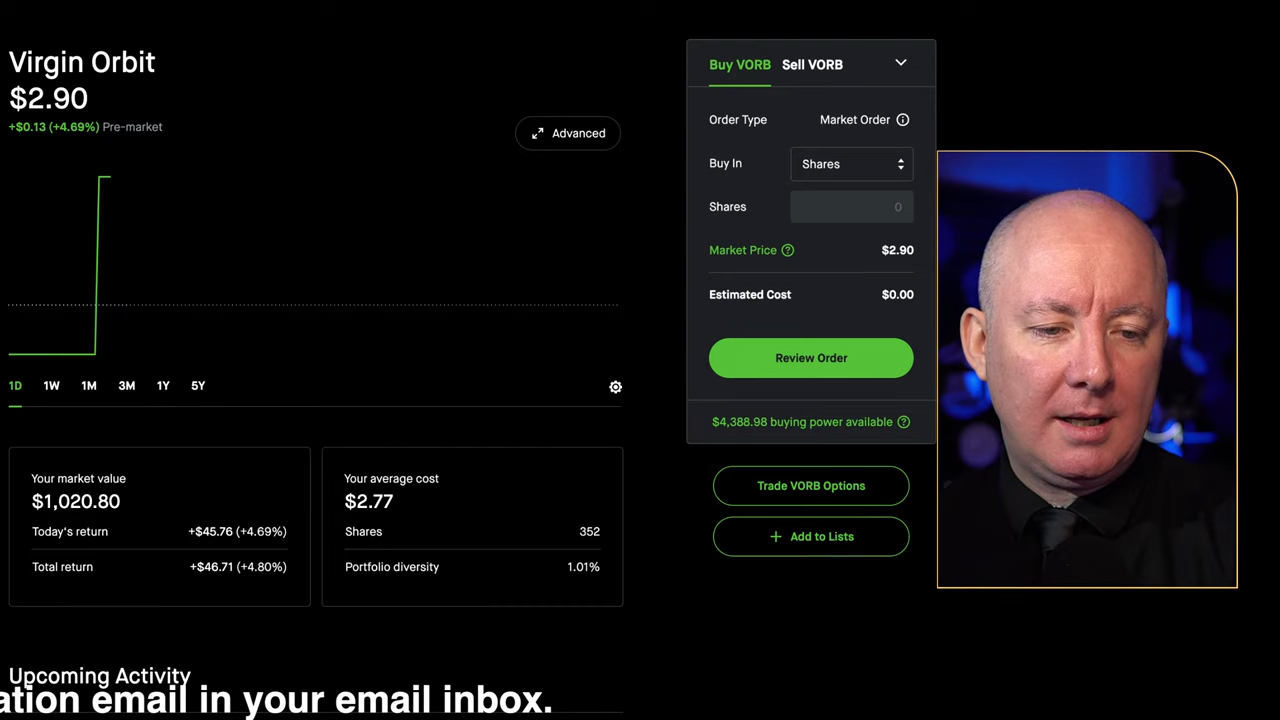 Virgin Orbit
$2.90
+$0.13 (+4.69%) Pre-market
Advanced
1D 1W 1M 3M 1Y 5Y
Your market value
$1,020.80
Today's return +$45.76 (+4.69%)
Total return +$46.71 (+4.80%)
Your average cost
$2.77
Shares 352
Portfolio diversity 1.01%
Upcoming Activity
Buy VORB Sell VORB
Order Type Market Order
Buy In Shares
Shares 0
Market Price $2.90
Estimated Cost $0.00
Review Order
$4,388.98 buying power available
Trade VORB Options
+ Add to Lists
ation email in your email inbox.